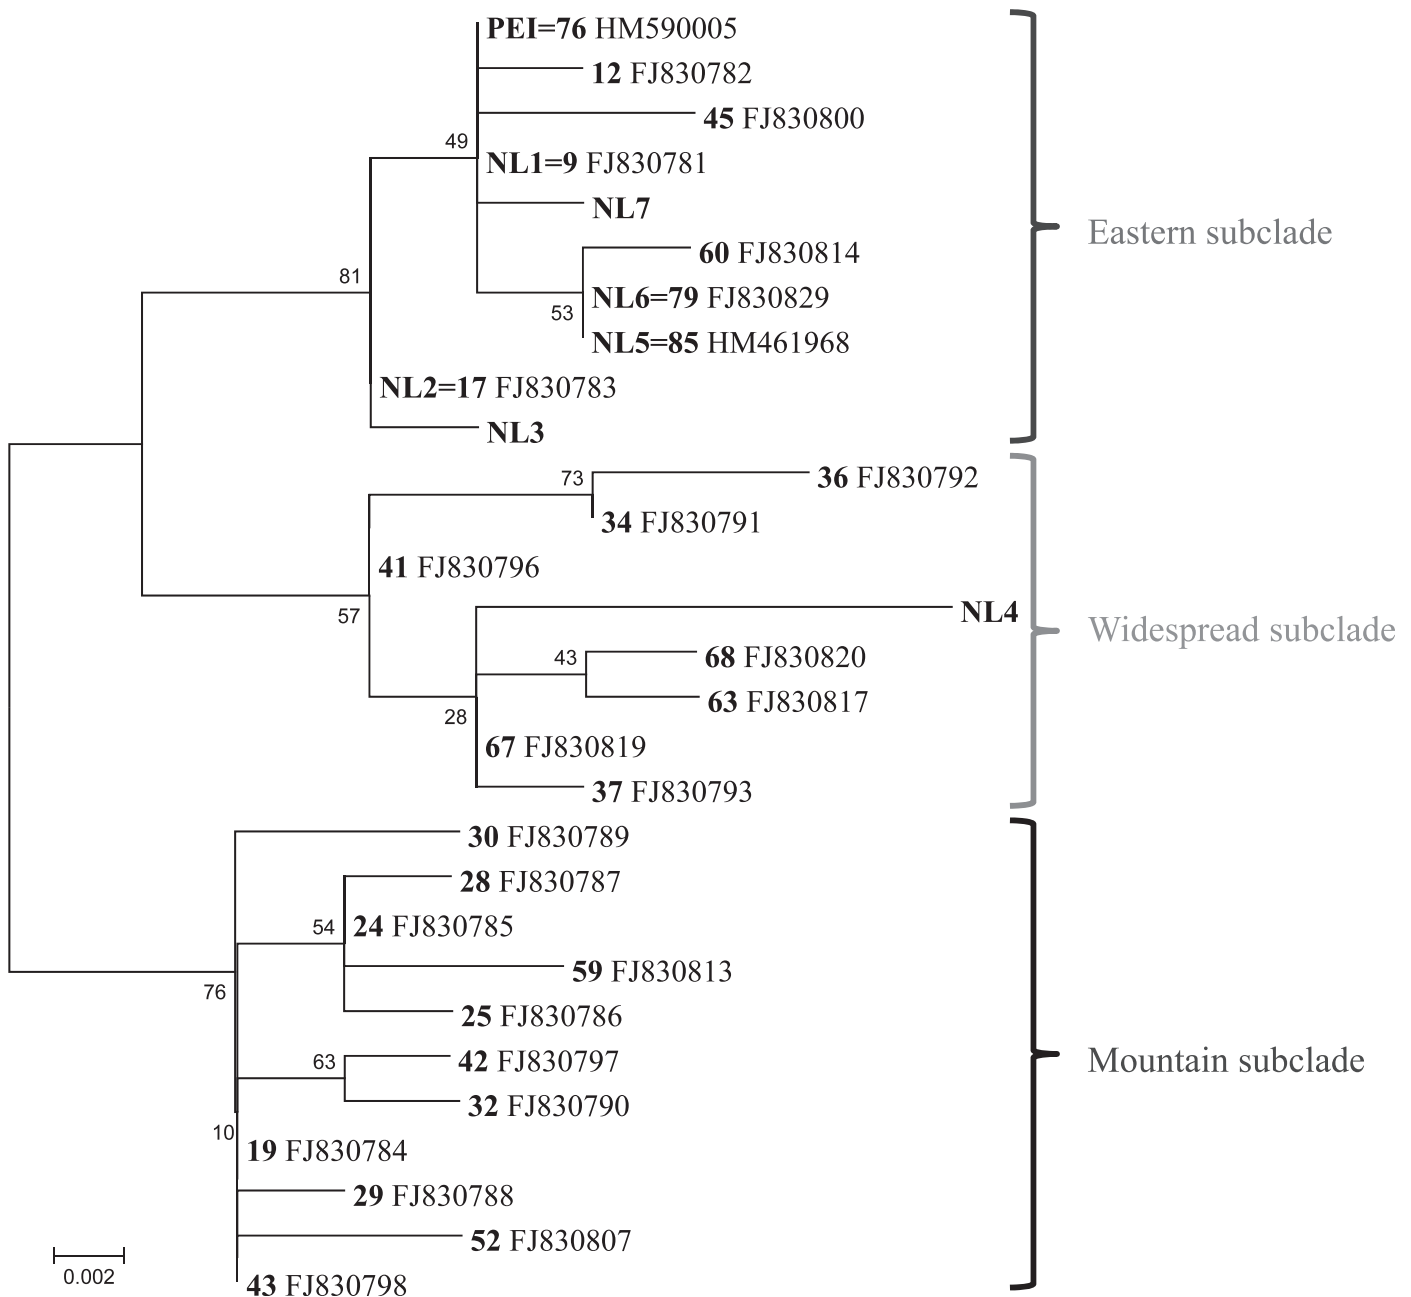 PEI=76 HM590005
12 FJ830782
45 FJ830800
49
NL1=9 FJ830781
NL7
Eastern subclade
60 FJ830814
81
NL6=79 FJ830829
53
NL5=85 HM461968
NL2=17 FJ830783
NL3
73
36 FJ830792
34 FJ830791
41 FJ830796
57
NL4
Widespread subclade
43
68 FJ830820
63 FJ830817
28
67 FJ830819
37 FJ830793
30 FJ830789
28 FJ830787
54
24 FJ830785
59 FJ830813
76
25 FJ830786
63
42 FJ830797
Mountain subclade
32 FJ830790
10
19 FJ830784
29 FJ830788
52 FJ830807
0.002
43 FJ830798